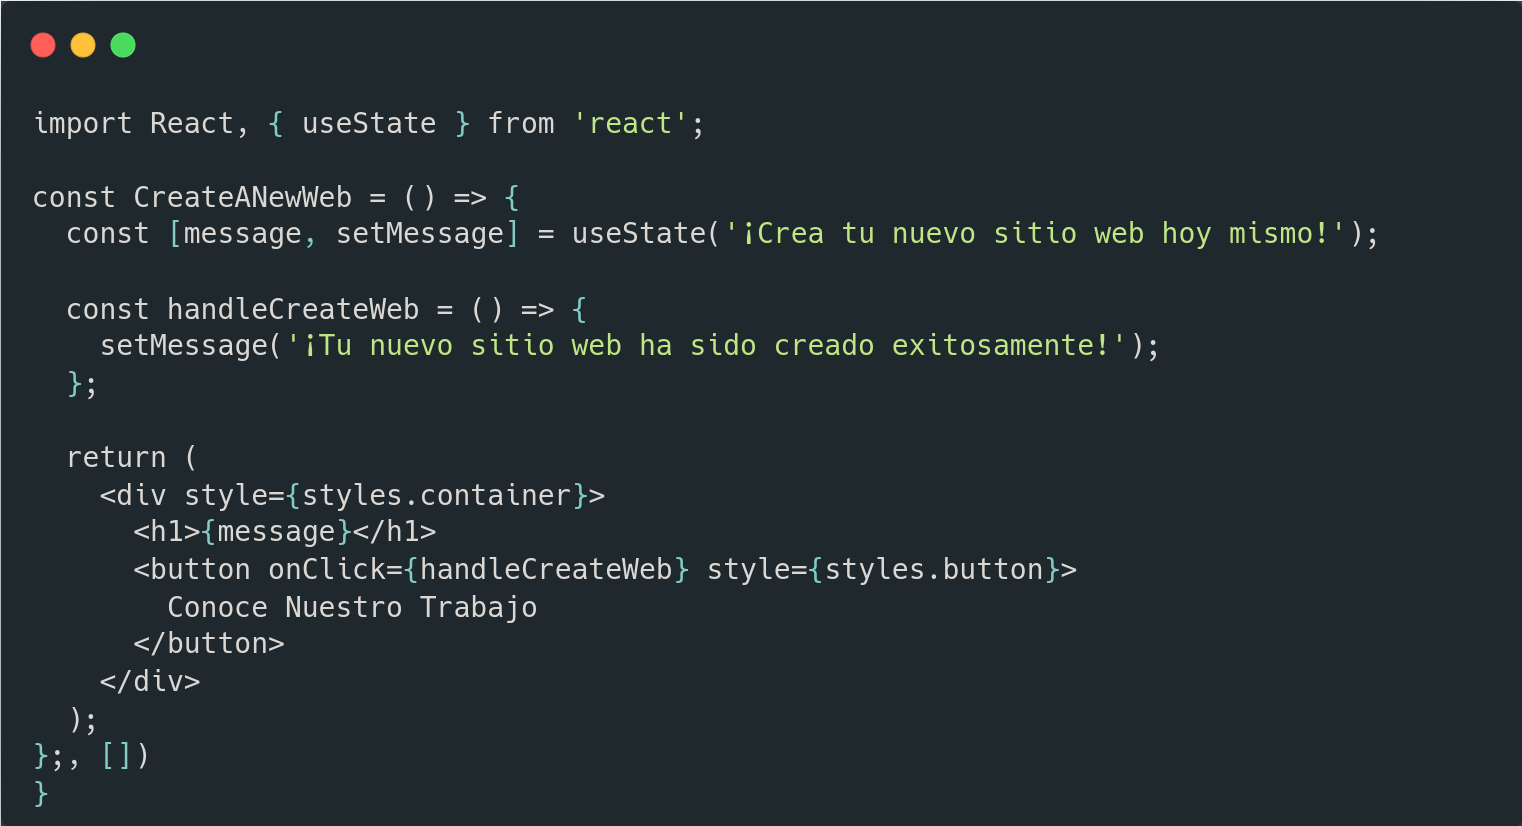 import React, { useState } from 'react';
const CreateANewWeb = () => {
  const [message, setMessage] = useState('¡Crea tu nuevo sitio web hoy mismo!');
  const handleCreateWeb = () => {
    setMessage('¡Tu nuevo sitio web ha sido creado exitosamente!');
  };
  return (
    <div style={styles.container}>
      <h1>{message}</h1>
      <button onClick={handleCreateWeb} style={styles.button}>
        Conoce Nuestro Trabajo
      </button>
    </div>
  );
};, [])
}